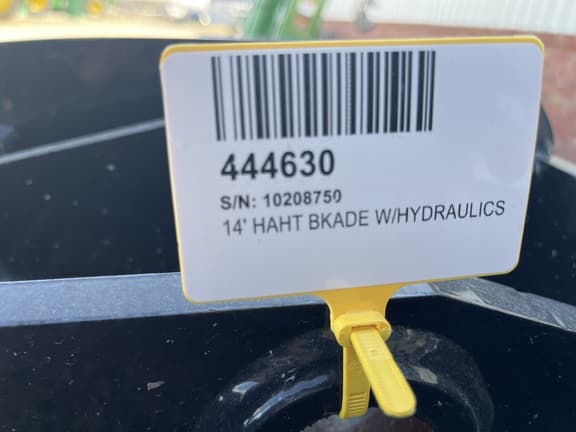 444630
S/N: 10208750
14' HAHT BKADE W/HYDRAULICS